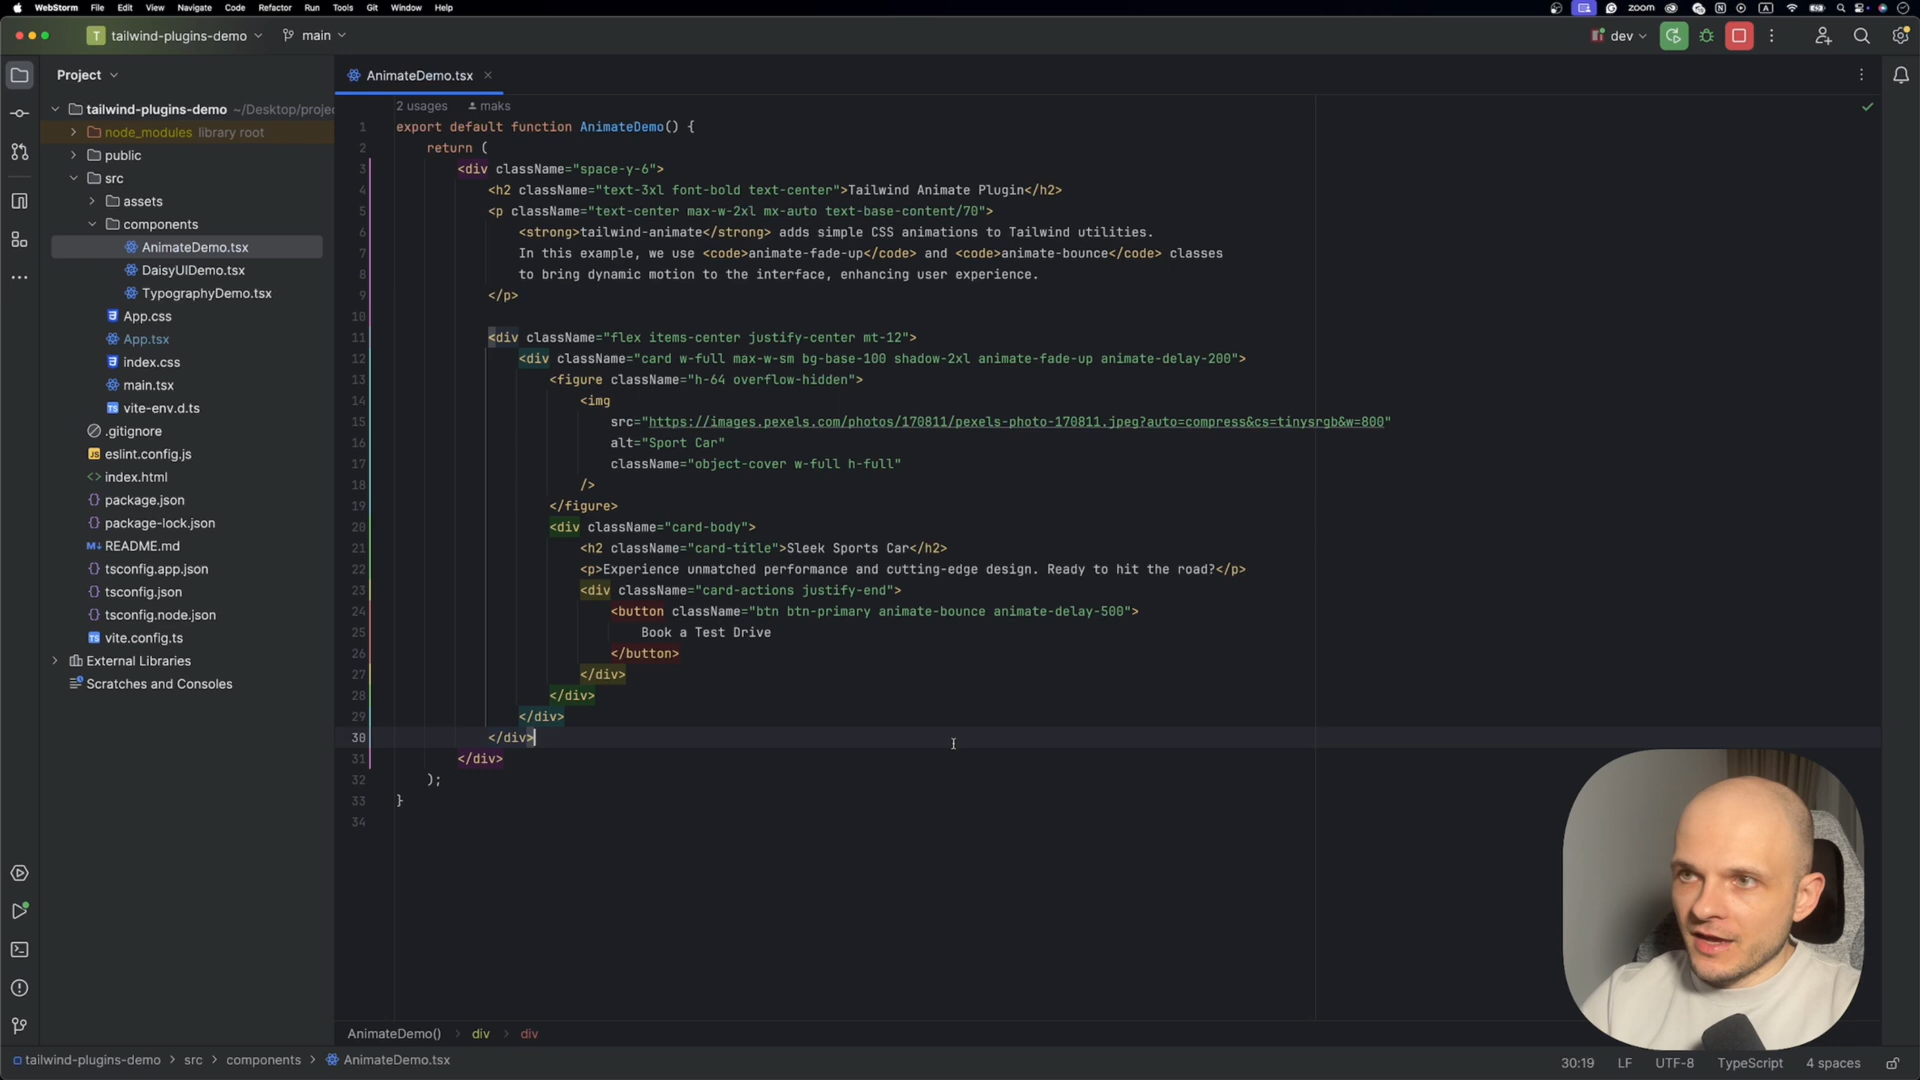 WebStorm File Edit View Navigate Code Refactor Run Tools Git Window Help zoom A
T tailwind-plugins-demo main dev
Project
AnimateDemo.tsx
tailwind-plugins-demo ~/Desktop/proje
node_modules library root
public
src
assets
components
AnimateDemo.tsx
DaisyUIDemo.tsx
TypographyDemo.tsx
App.css
App.tsx
index.css
main.tsx
TS vite-env.d.ts
.gitignore
JS eslint.config.js
<> index.html
{} package.json
{} package-lock.json
M↓ README.md
{} tsconfig.app.json
{} tsconfig.json
{} tsconfig.node.json
TS vite.config.ts
External Libraries
Scratches and Consoles
2 usages maks
1 export default function AnimateDemo() {
2 return (
3 <div className="space-y-6">
4 <h2 className="text-3xl font-bold text-center">Tailwind Animate Plugin</h2>
5 <p className="text-center max-w-2xl mx-auto text-base-content/70">
6 <strong>tailwind-animate</strong> adds simple CSS animations to Tailwind utilities.
7 In this example, we use <code>animate-fade-up</code> and <code>animate-bounce</code> classes
8 to bring dynamic motion to the interface, enhancing user experience.
9 </p>
10
11 <div className="flex items-center justify-center mt-12">
12 <div className="card w-full max-w-sm bg-base-100 shadow-2xl animate-fade-up animate-delay-200">
13 <figure className="h-64 overflow-hidden">
14 <img
15 src="https://images.pexels.com/photos/170811/pexels-photo-170811.jpeg?auto=compress&cs=tinysrgb&w=800"
16 alt="Sport Car"
17 className="object-cover w-full h-full"
18 />
19 </figure>
20 <div className="card-body">
21 <h2 className="card-title">Sleek Sports Car</h2>
22 <p>Experience unmatched performance and cutting-edge design. Ready to hit the road?</p>
23 <div className="card-actions justify-end">
24 <button className="btn btn-primary animate-bounce animate-delay-500">
25 Book a Test Drive
26 </button>
27 </div>
28 </div>
29 </div>
30 </div>
31 </div>
32 );
33 }
34
AnimateDemo() > div > div
tailwind-plugins-demo > src > components > AnimateDemo.tsx 30:19 LF UTF-8 TypeScript 4 spaces